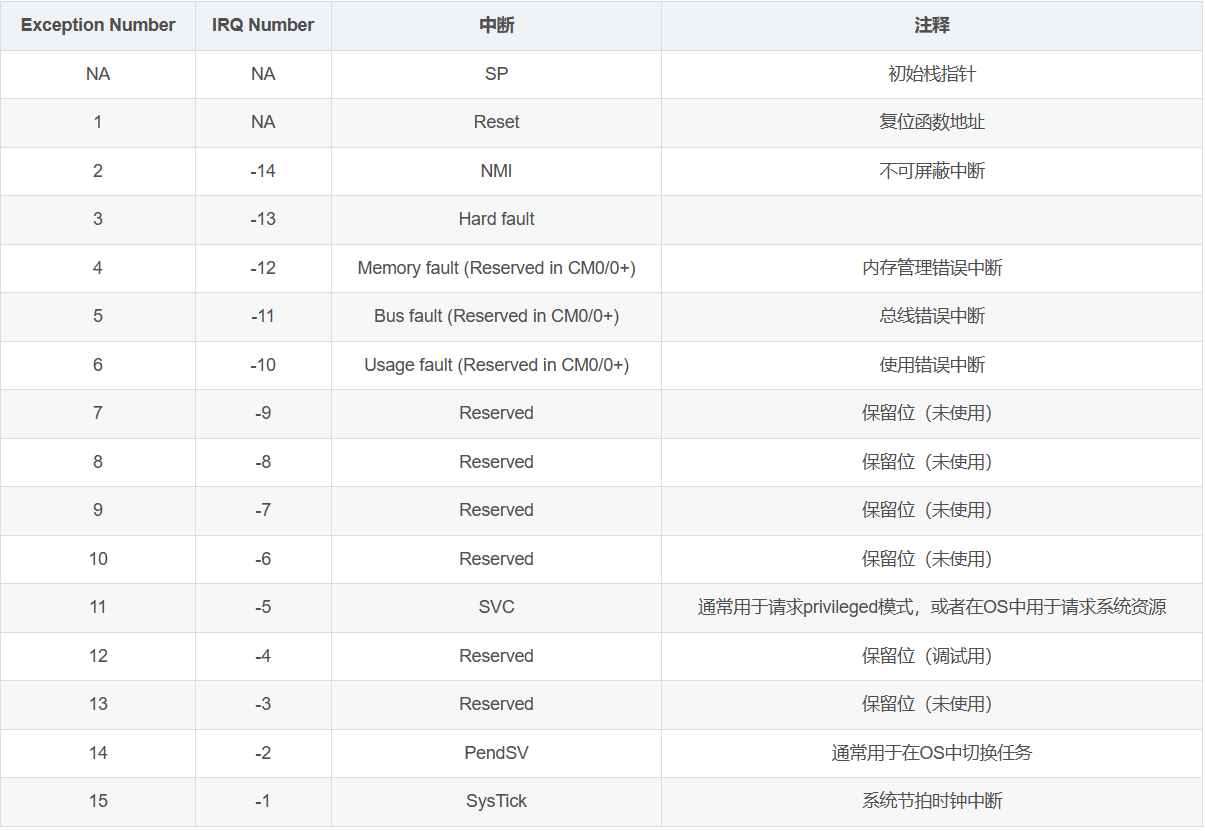 Exception Number IRQ Number 中断 注释
NA NA SP 初始栈指针
1 NA Reset 复位函数地址
2 -14 NMI 不可屏蔽中断
3 -13 Hard fault
4 -12 Memory fault (Reserved in CM0/0+) 内存管理错误中断
5 -11 Bus fault (Reserved in CM0/0+) 总线错误中断
6 -10 Usage fault (Reserved in CM0/0+) 使用错误中断
7 -9 Reserved 保留位（未使用）
8 -8 Reserved 保留位（未使用）
9 -7 Reserved 保留位（未使用）
10 -6 Reserved 保留位（未使用）
11 -5 SVC 通常用于请求privileged模式，或者在OS中用于请求系统资源
12 -4 Reserved 保留位（调试用）
13 -3 Reserved 保留位（未使用）
14 -2 PendSV 通常用于在OS中切换任务
15 -1 SysTick 系统节拍时钟中断